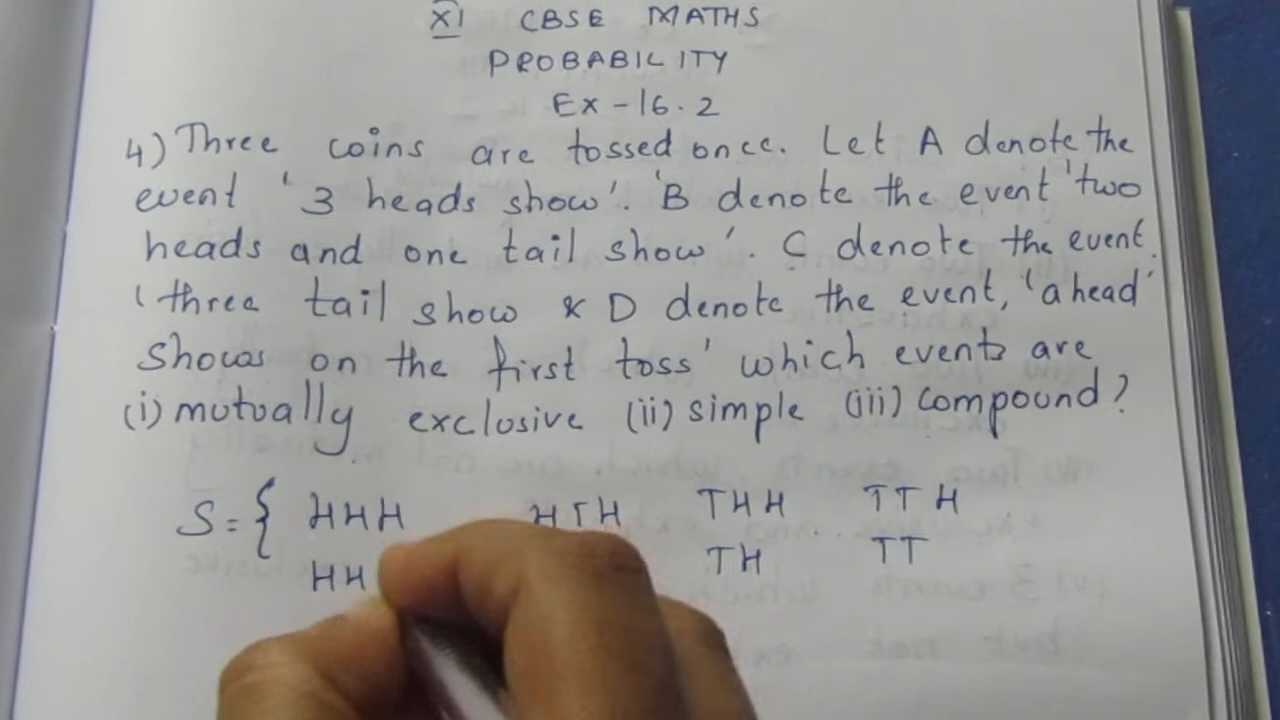 XI CBSE MATHS
PROBABILITY
EX - 16.2
4) Three coins are tossed once. Let A denote the
event '3 heads show'. 'B denote the event 'two
heads and one tail show'. C denote the event
'three tail show & D denote the event, 'a head'
shows on the first toss' which events are
(i) mutually exclusive (ii) simple (iii) compound?
S = { HHH HTH THH TTH
HH TH TT